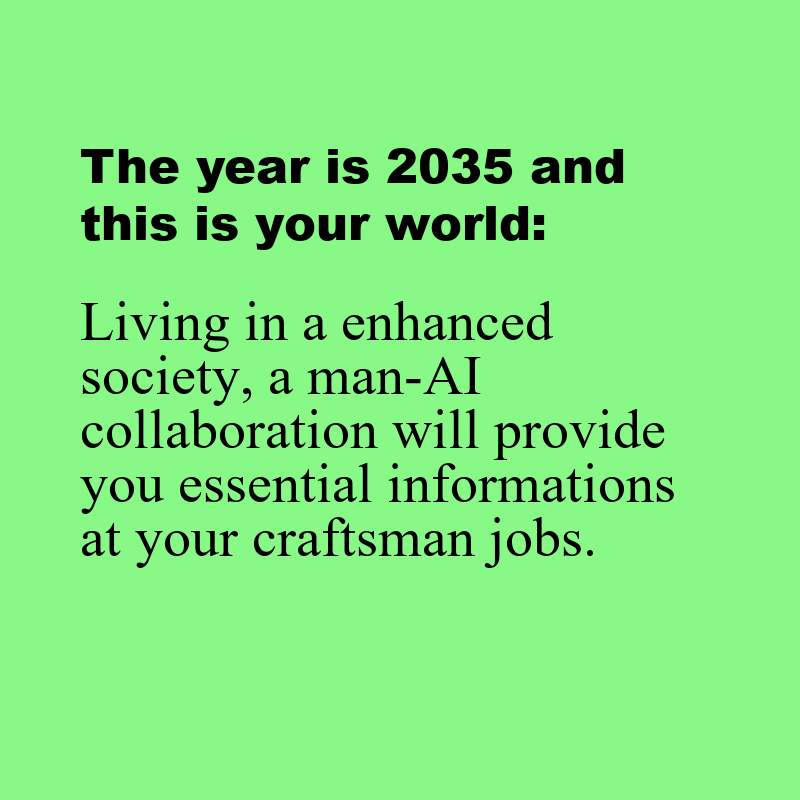 The year is 2035 and
this is your world:
Living in a enhanced
society, a man-AI
collaboration will provide
you essential informations
at your craftsman jobs.